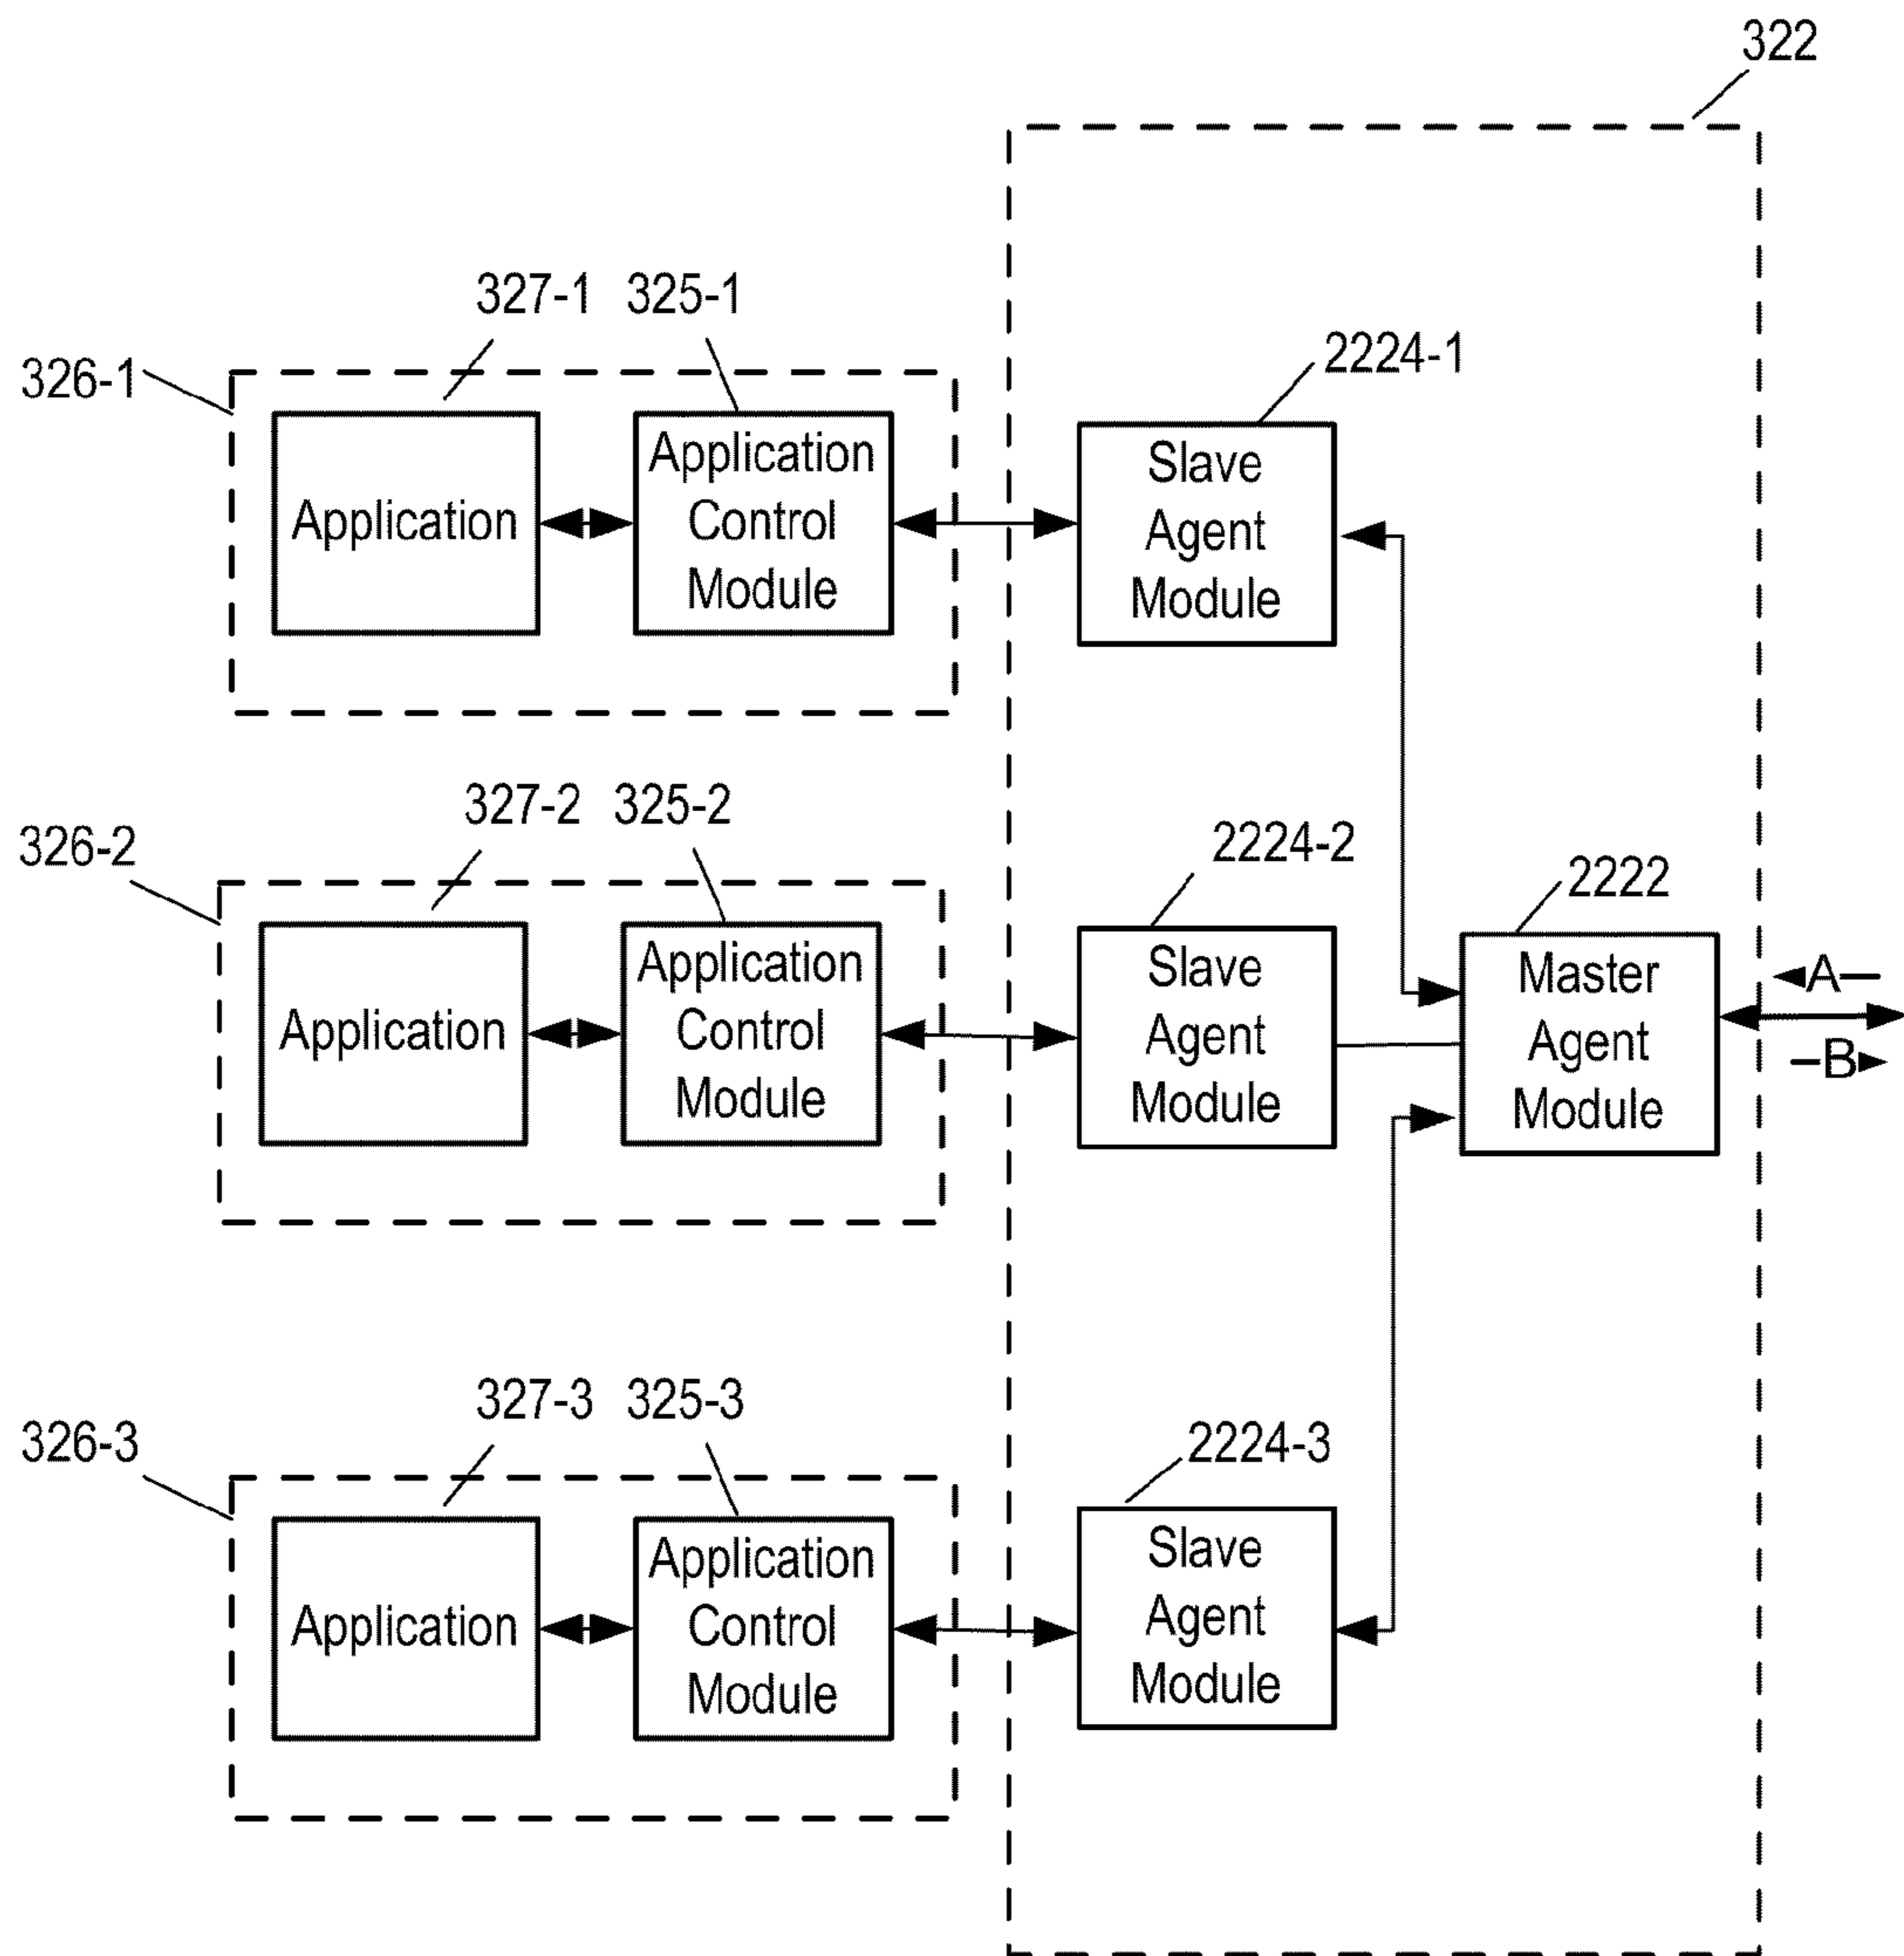 322
327-1 325-1
326-1
2224-1
Application
Application
Control
Module
Slave
Agent
Module
327-2 325-2
326-2
2224-2
2222
Application
Application
Control
Module
Slave
Agent
Module
Master
Agent
Module
A
B
327-3 325-3
326-3
2224-3
Application
Application
Control
Module
Slave
Agent
Module